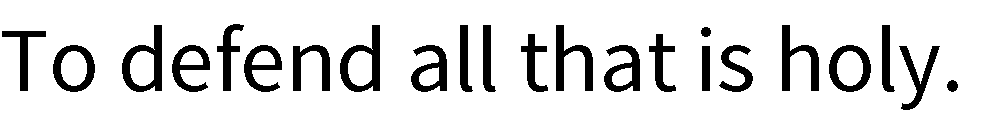 To defend all that is holy.